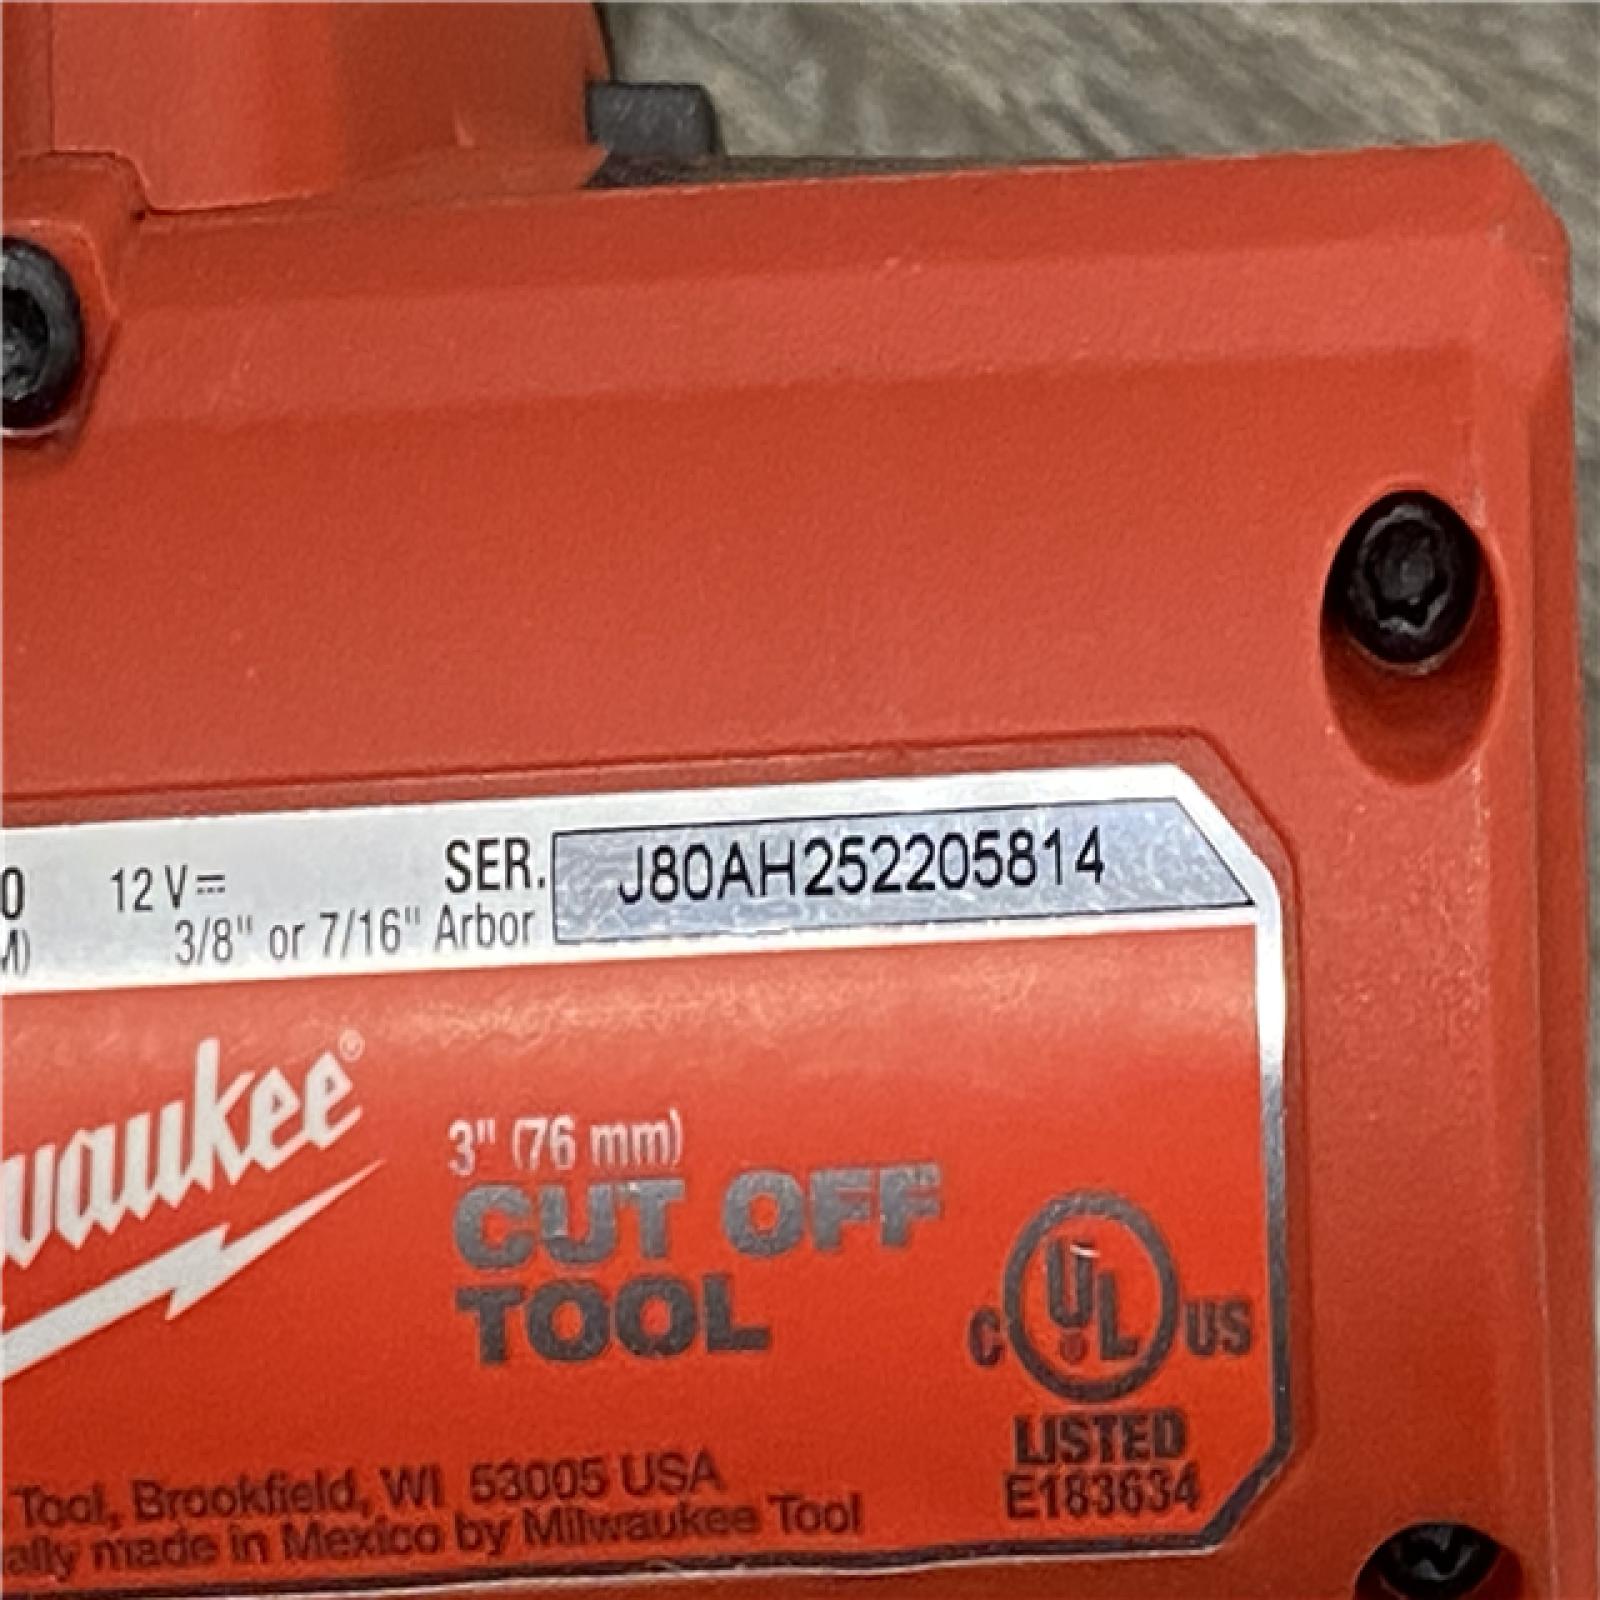 0 12 V⎓ SER. J80AH252205814
3/8" or 7/16" Arbor
waukee®
3" (76 mm)
CUT OFF
TOOL
C UL US
LISTED
E183634
Tool, Brookfield, WI 53005 USA
ally made in Mexico by Milwaukee Tool